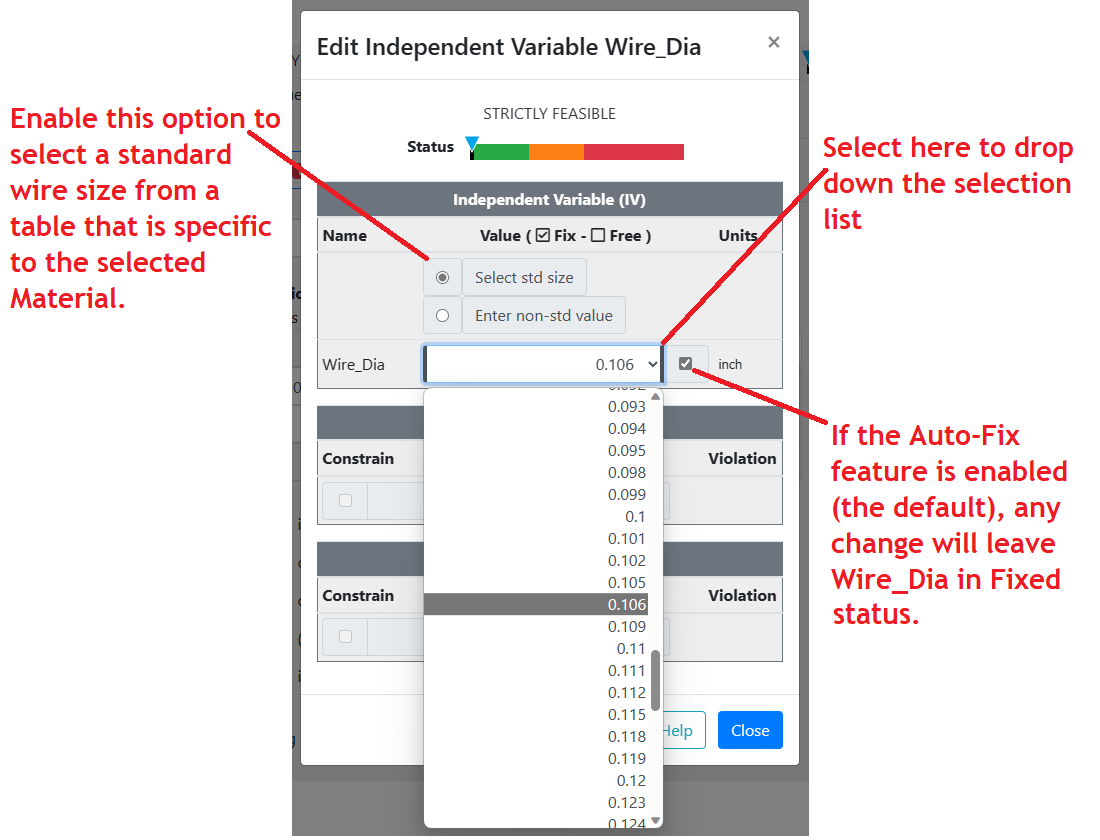 Edit Independent Variable Wire_Dia
×
Enable this option to
select a standard
wire size from a
table that is specific
to the selected
Material.
STRICTLY FEASIBLE
Status
Select here to drop
down the selection
list
Independent Variable (IV)
Name Value ( ☑ Fix - ☐ Free ) Units
Select std size
Enter non-std value
Wire_Dia 0.106 inch
0.092
0.093
0.094
0.095
0.098
0.099
0.1
0.101
0.102
0.105
0.106
0.109
0.11
0.111
0.112
0.115
0.118
0.119
0.12
0.123
0.124
Constrain Violation
Constrain Violation
If the Auto-Fix
feature is enabled
(the default), any
change will leave
Wire_Dia in Fixed
status.
Help Close